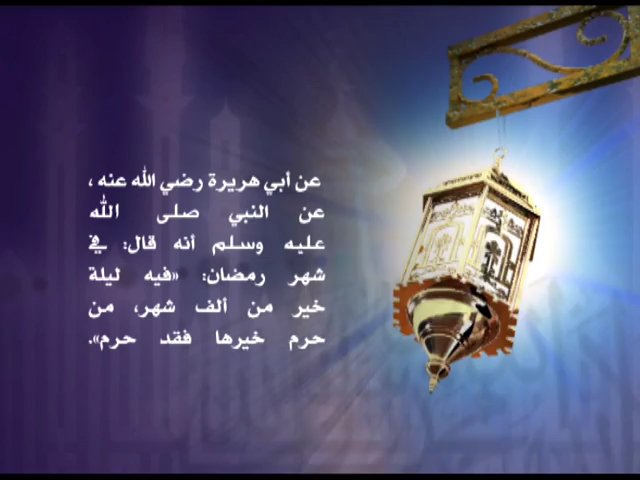 عن أبي هريرة رضي الله عنه ،
عن النبي صلى الله
عليه وسلم أنه قال: في
شهر رمضان: «فيه ليلة
خير من ألف شهر، من
حرم خيرها فقد حرم».